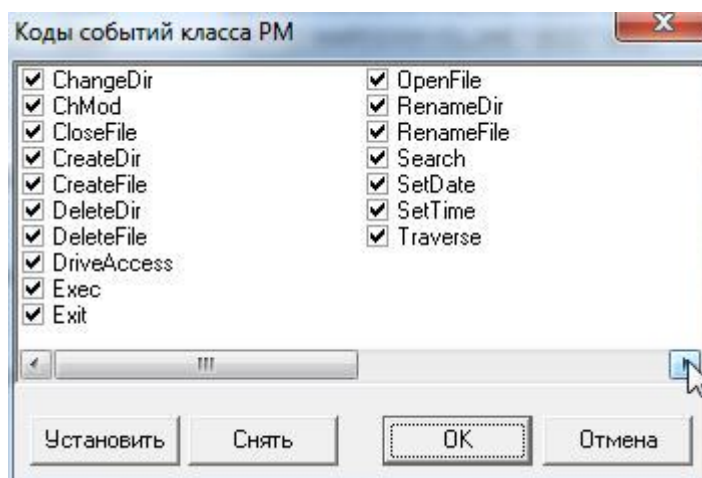 Коды событий класса РМ
ChangeDir
ChMod
CloseFile
CreateDir
CreateFile
DeleteDir
DeleteFile
DriveAccess
Exec
Exit
OpenFile
RenameDir
RenameFile
Search
SetDate
SetTime
Traverse
Установить
Снять
OK
Отмена